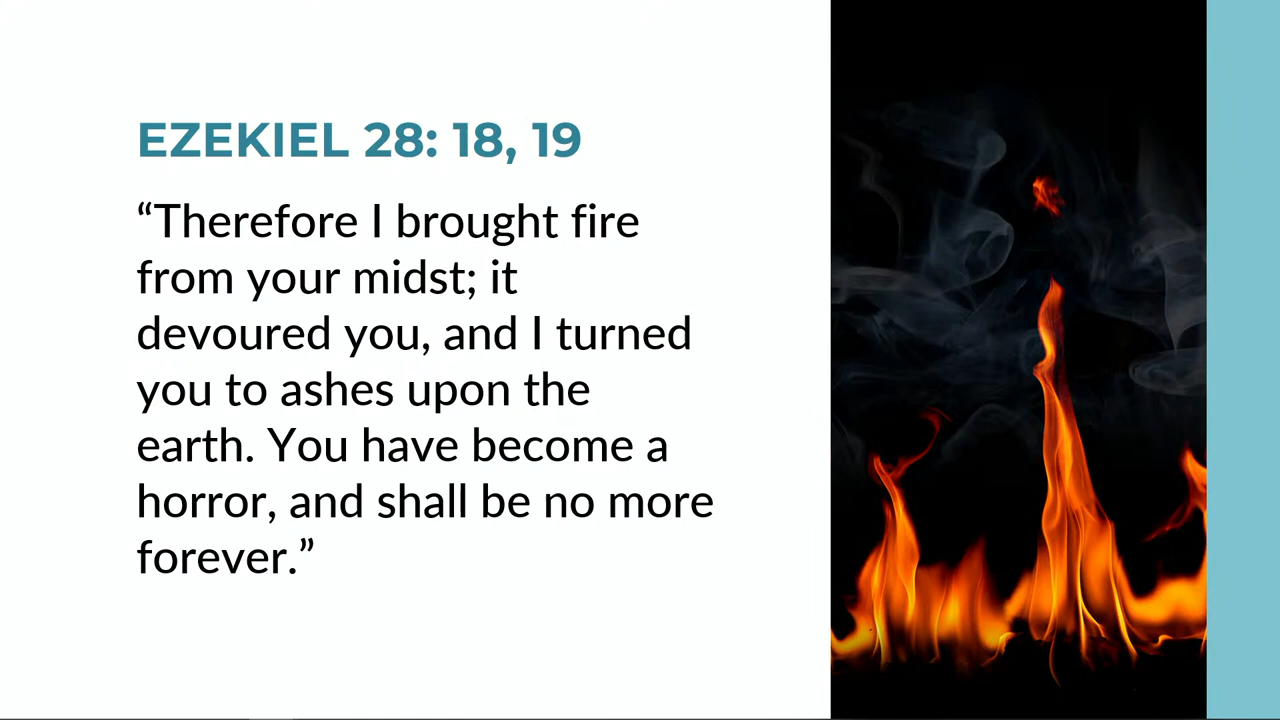 EZEKIEL 28: 18, 19
“Therefore I brought fire
from your midst; it
devoured you, and I turned
you to ashes upon the
earth. You have become a
horror, and shall be no more
forever.”